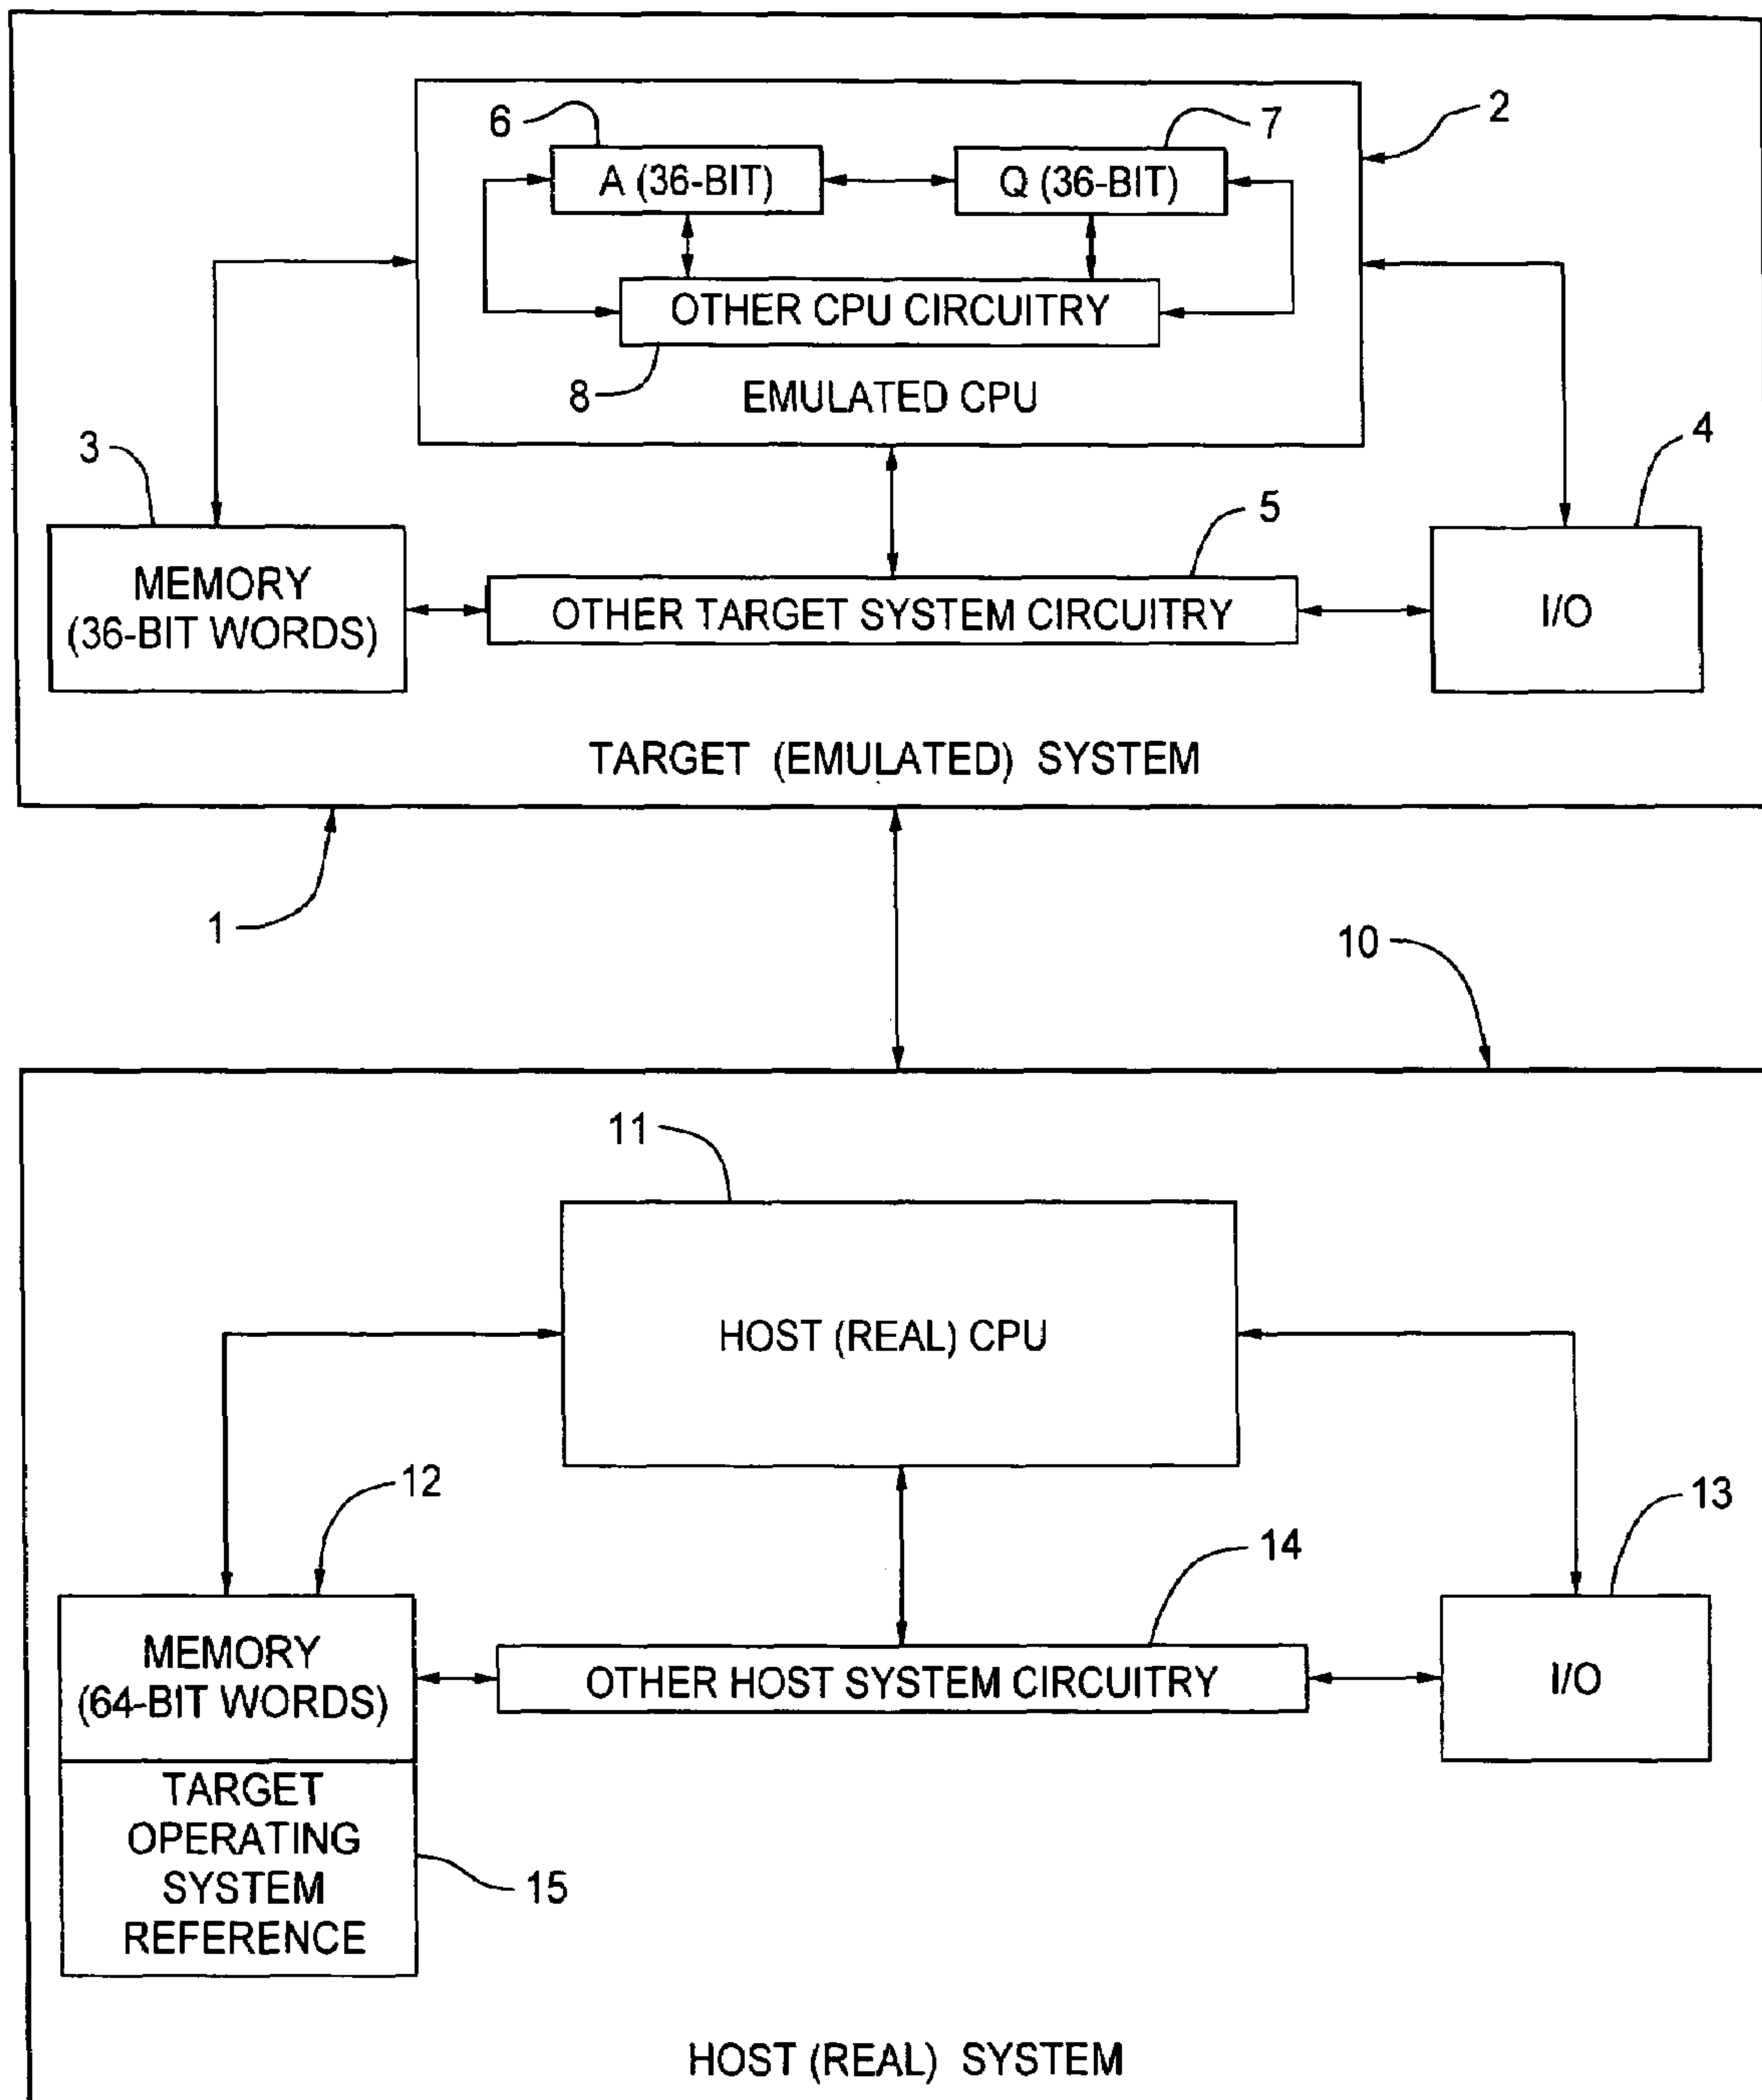 6
7
2
A (36-BIT)
Q (36-BIT)
OTHER CPU CIRCUITRY
8
EMULATED CPU
3
4
5
MEMORY
(36-BIT WORDS)
OTHER TARGET SYSTEM CIRCUITRY
I/O
TARGET (EMULATED) SYSTEM
1
10
11
HOST (REAL) CPU
12
13
14
MEMORY
(64-BIT WORDS)
OTHER HOST SYSTEM CIRCUITRY
I/O
TARGET
OPERATING
SYSTEM
REFERENCE
15
HOST (REAL) SYSTEM